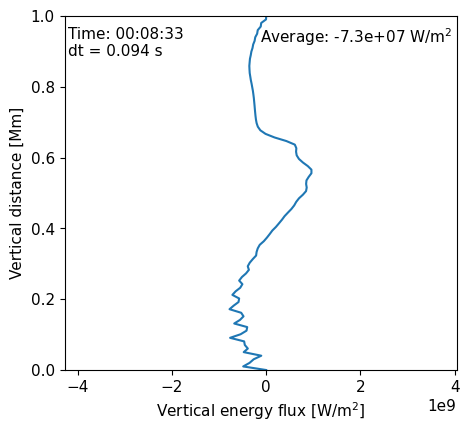 Time: 00:08:33
dt = 0.094 s
Average: -7.3e+07 W/m²
1.0
0.8
0.6
0.4
0.2
0.0
Vertical distance [Mm]
−4
−2
0
2
4
1e9
Vertical energy flux [W/m²]